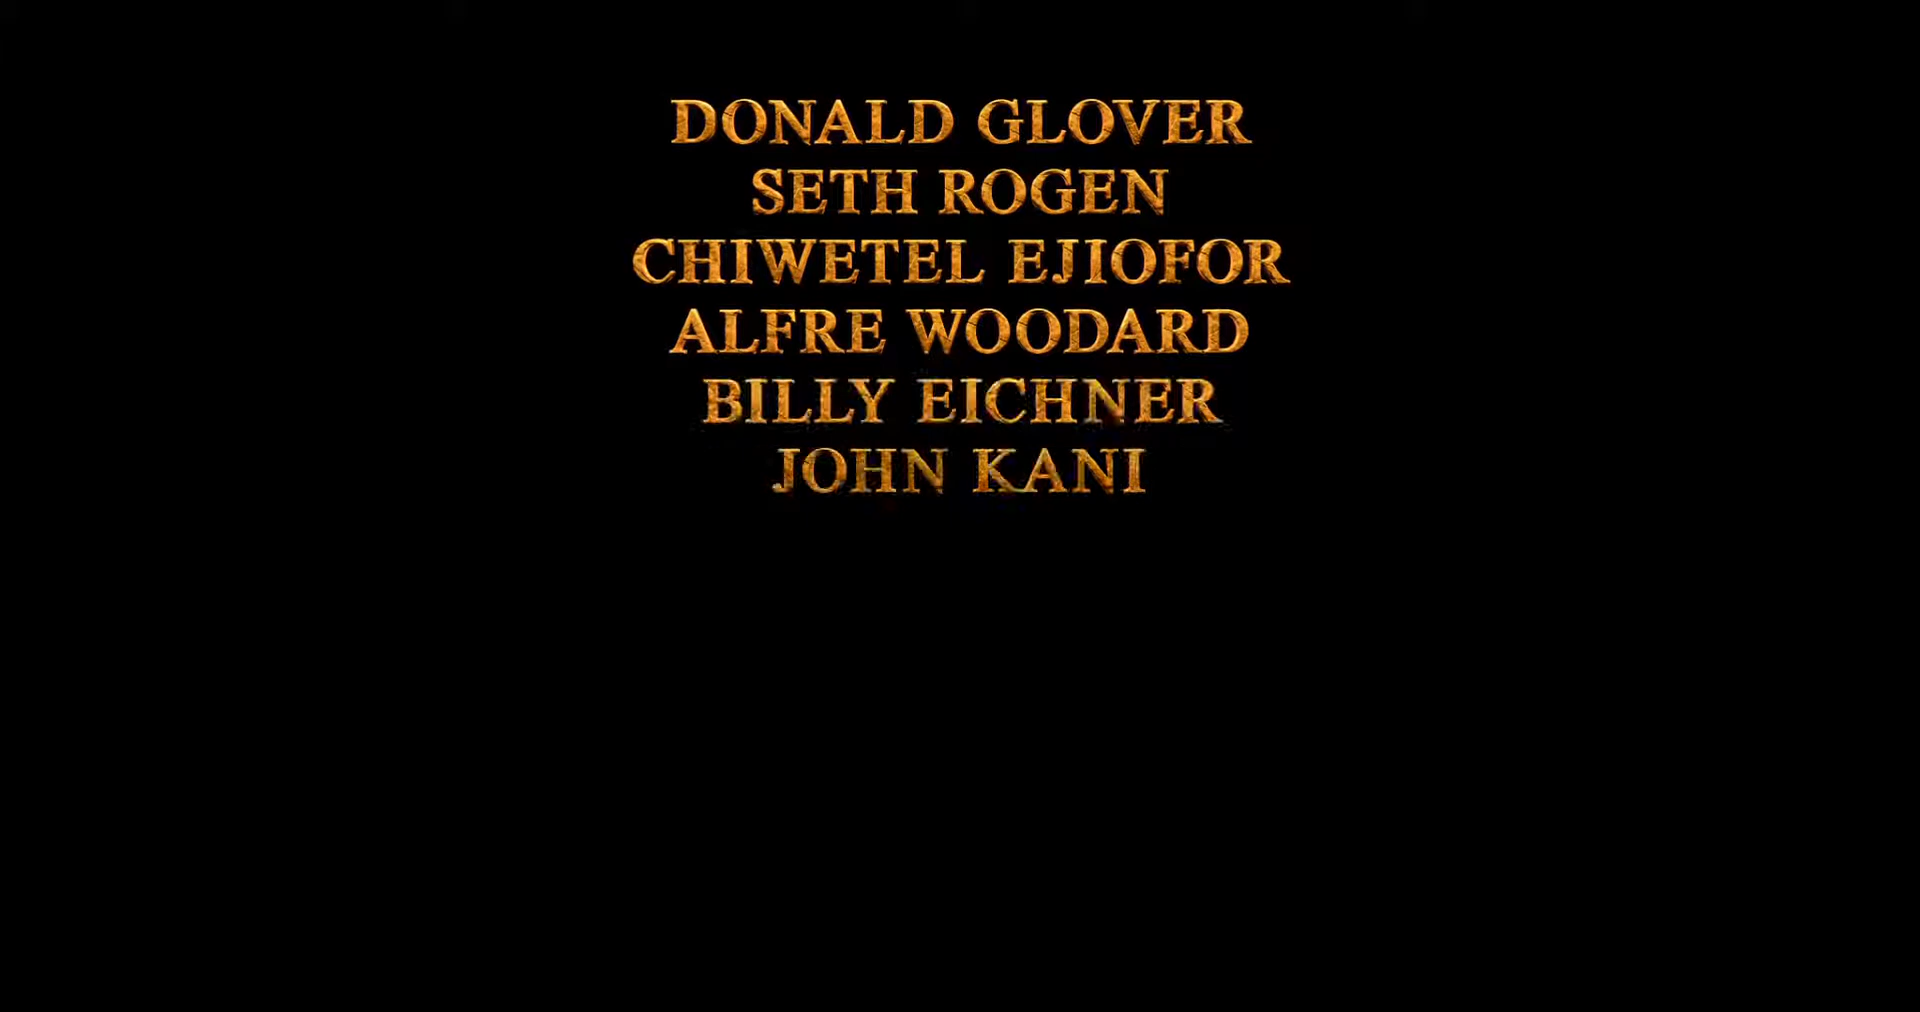 DONALD GLOVER
SETH ROGEN
CHIWETEL EJIOFOR
ALFRE WOODARD
BILLY EICHNER
JOHN KANI